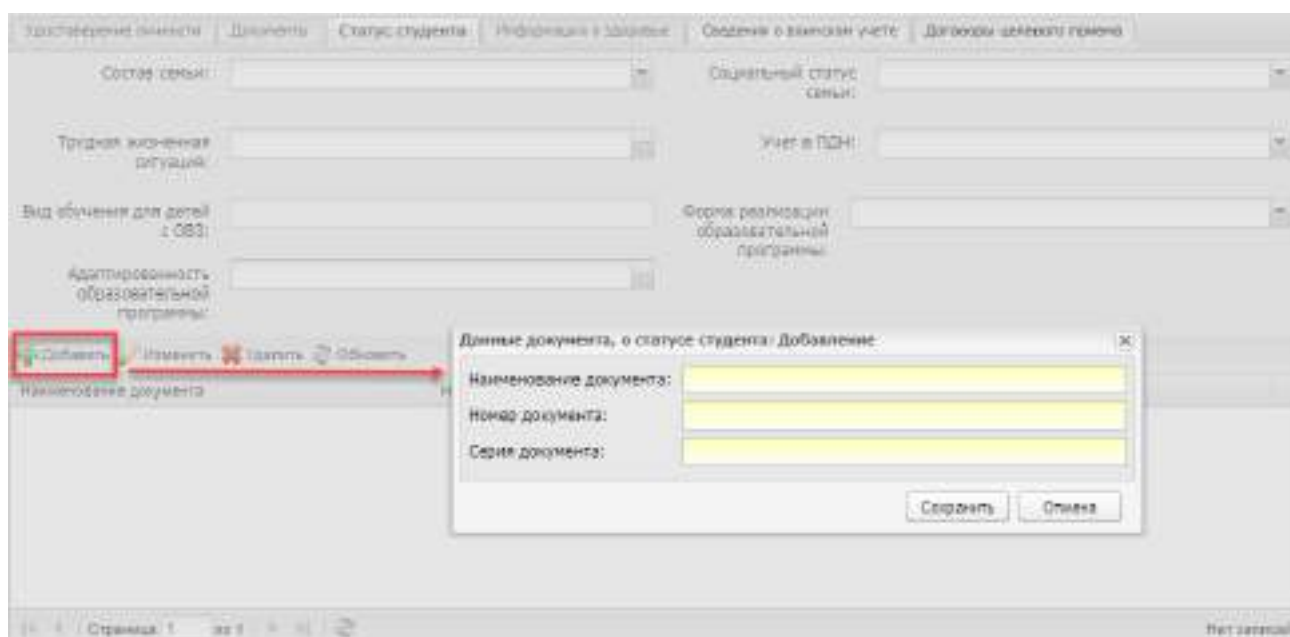 Удостоверение личности Документы Статус студента Информация о здоровье Сведения о воинском учете Договоры целевого приема
Состав семьи: Социальный статус
семьи:
Трудная жизненная Учет в ПДН:
ситуация:
Вид обучения для детей Форма реализации
с ОВЗ: образовательной
программы:
Адаптированность
образовательной
программы:
Добавить Изменить Удалить Обновить
Наименование документа
Данные документа, о статусе студента: Добавление
Наименование документа:
Номер документа:
Серия документа:
Сохранить Отмена
Страница 1 из 1 Нет записей